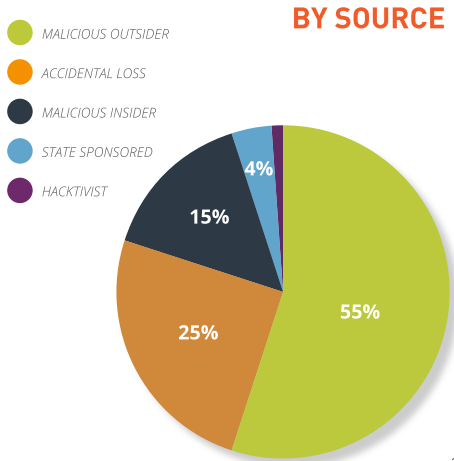 BY SOURCE
MALICIOUS OUTSIDER
ACCIDENTAL LOSS
MALICIOUS INSIDER
STATE SPONSORED
HACKTIVIST
4%
15%
55%
25%